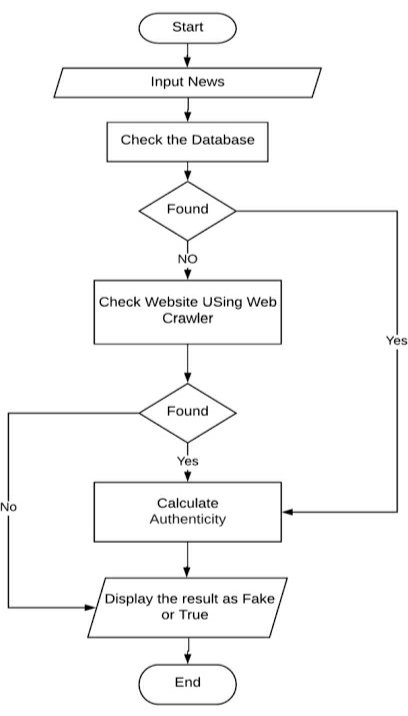 Start
Input News
Check the Database
Found
NO
Check Website USing Web
Crawler
Yes
Found
Yes
No
Calculate
Authenticity
Display the result as Fake
or True
End